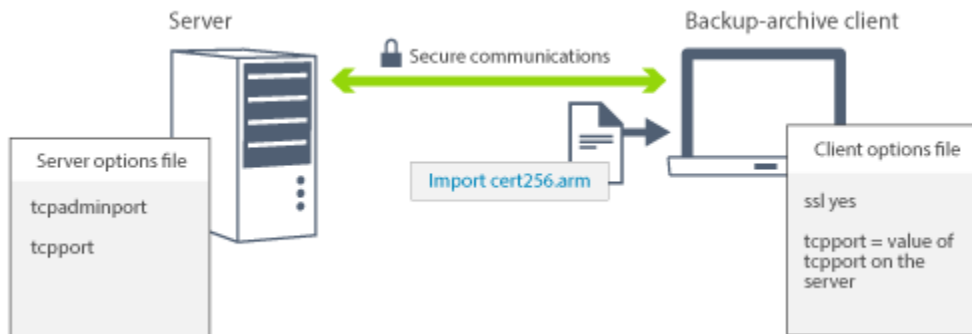 Server
Backup-archive client
Secure communications
Server options file
tcpadminport
tcpport
Import cert256.arm
Client options file
ssl yes
tcpport = value of
tcpport on the
server